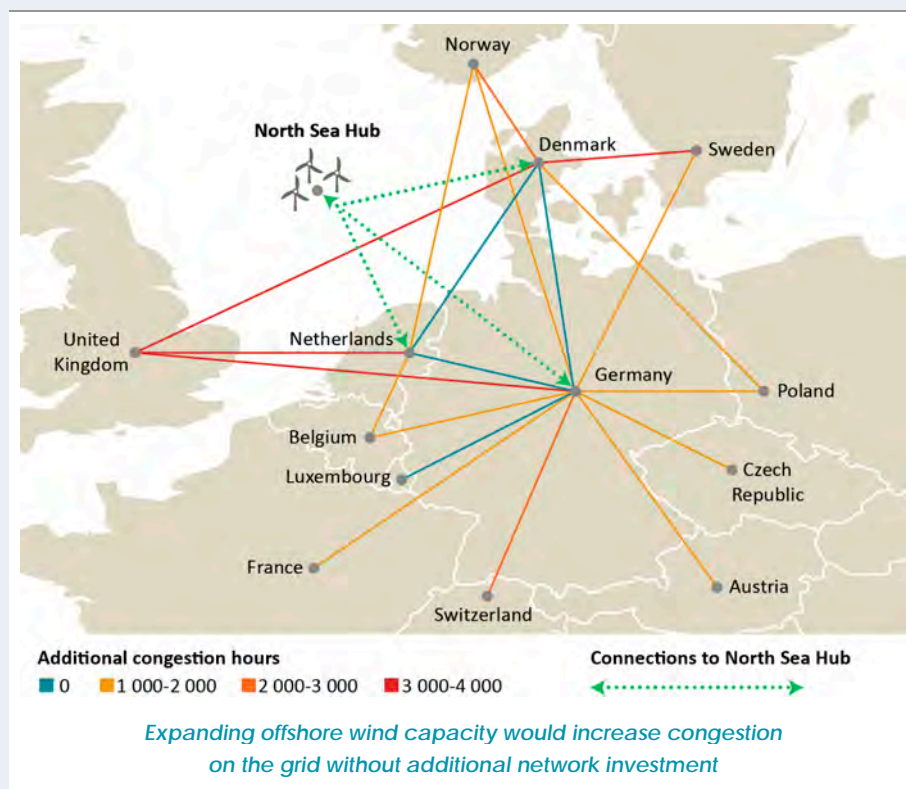 Norway
North Sea Hub
Denmark
Sweden
United
Kingdom
Netherlands
Germany
Poland
Belgium
Luxembourg
Czech
Republic
France
Austria
Switzerland
Additional congestion hours
0
1 000-2 000
2 000-3 000
3 000-4 000
Connections to North Sea Hub
Expanding offshore wind capacity would increase congestion
on the grid without additional network investment